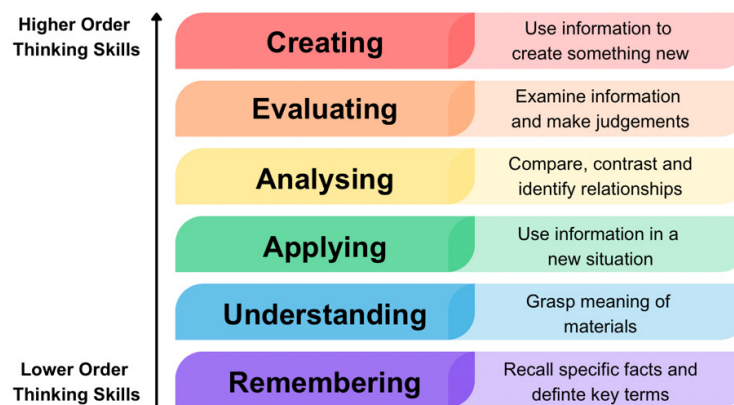 Higher Order
Thinking Skills
Creating
Use information to
create something new
Evaluating
Examine information
and make judgements
Analysing
Compare, contrast and
identify relationships
Applying
Use information in a
new situation
Understanding
Grasp meaning of
materials
Lower Order
Thinking Skills
Remembering
Recall specific facts and
definte key terms